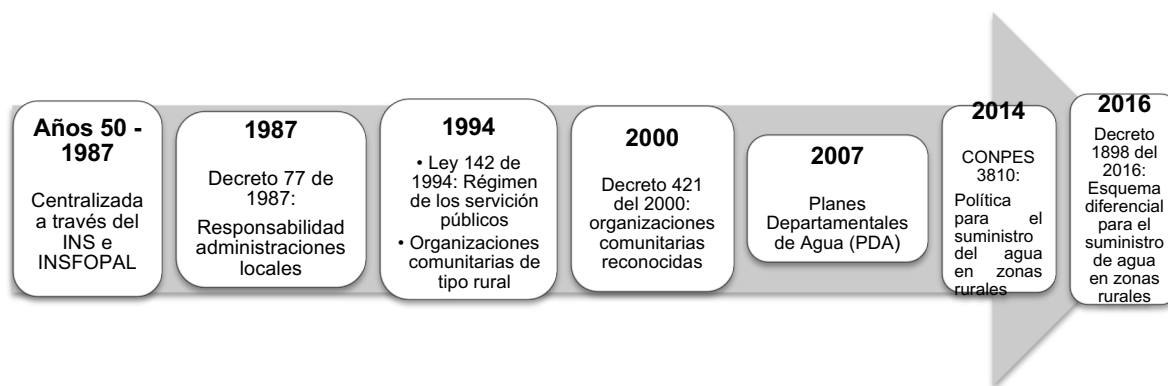 Años 50 -
1987
Centralizada
a través del
INS e
INSFOPAL
1987
Decreto 77 de
1987:
Responsabilidad
administraciones
locales
1994
• Ley 142 de
1994: Régimen
de los servición
públicos
• Organizaciones
comunitarias de
tipo rural
2000
Decreto 421
del 2000:
organizaciones
comunitarias
reconocidas
2007
Planes
Departamentales
de Agua (PDA)
2014
CONPES
3810:
Política
para el
suministro
del agua
en zonas
rurales
2016
Decreto
1898 del
2016:
Esquema
diferencial
para el
suministro
de agua
en zonas
rurales